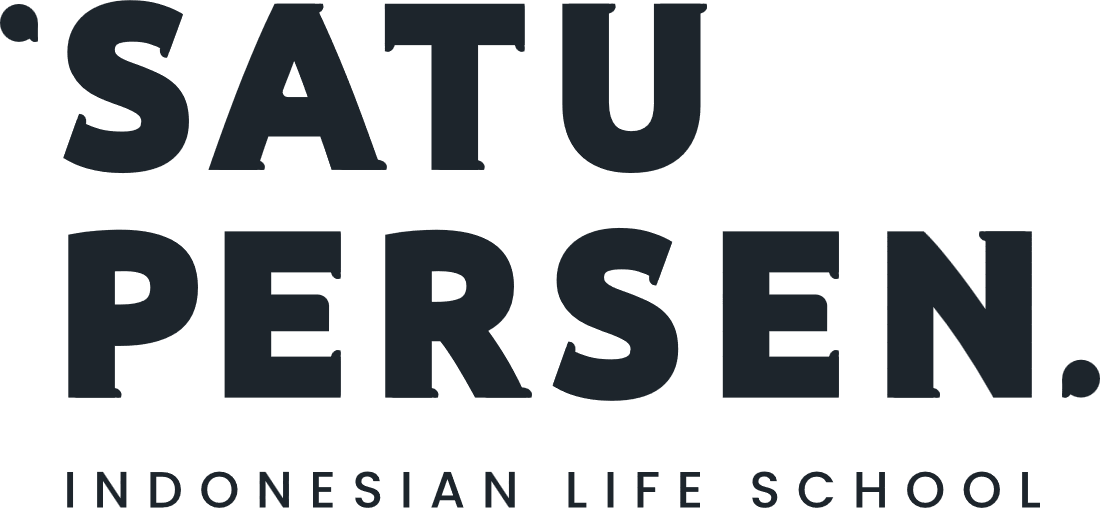 'SATU
PERSEN.
INDONESIAN LIFE SCHOOL